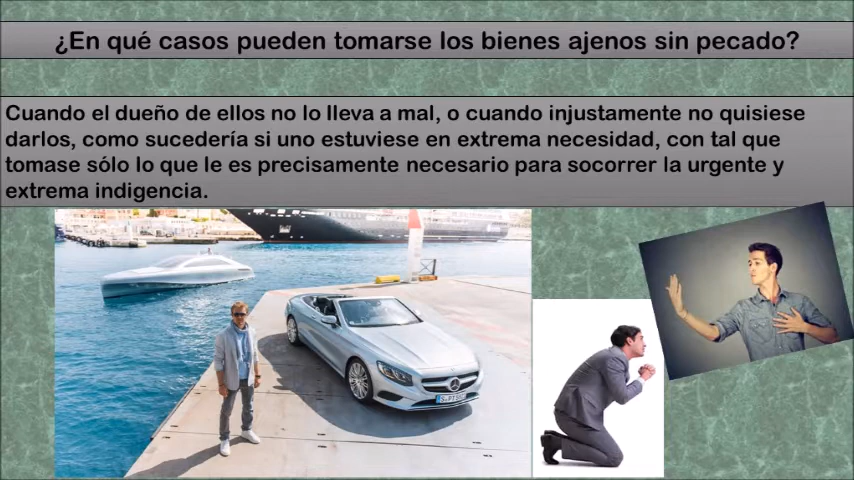 ¿En qué casos pueden tomarse los bienes ajenos sin pecado?
Cuando el dueño de ellos no lo lleva a mal, o cuando injustamente no quisiese
darlos, como sucedería si uno estuviese en extrema necesidad, con tal que
tomase sólo lo que le es precisamente necesario para socorrer la urgente y
extrema indigencia.